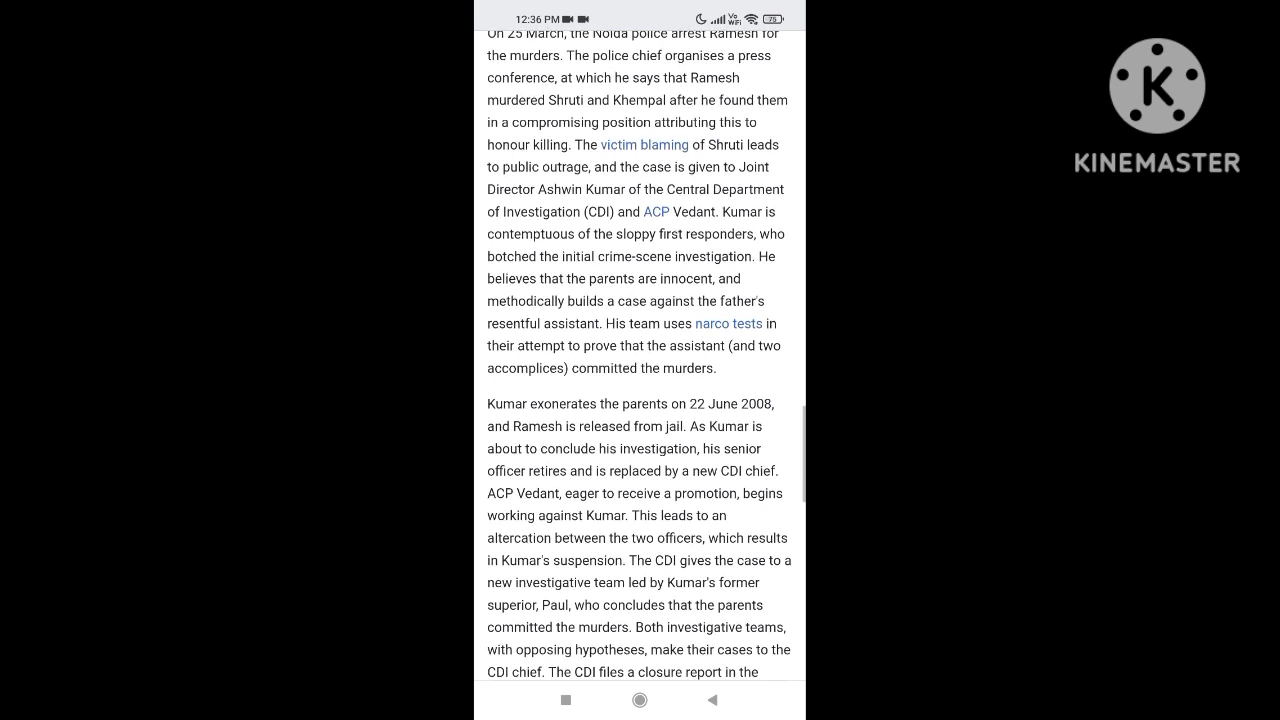 12:36 PM
Vo
WiFi
75
On 25 March, the Noida police arrest Ramesh for
the murders. The police chief organises a press
conference, at which he says that Ramesh
murdered Shruti and Khempal after he found them
in a compromising position attributing this to
honour killing. The victim blaming of Shruti leads
to public outrage, and the case is given to Joint
Director Ashwin Kumar of the Central Department
of Investigation (CDI) and ACP Vedant. Kumar is
contemptuous of the sloppy first responders, who
botched the initial crime-scene investigation. He
believes that the parents are innocent, and
methodically builds a case against the father's
resentful assistant. His team uses narco tests in
their attempt to prove that the assistant (and two
accomplices) committed the murders.
Kumar exonerates the parents on 22 June 2008,
and Ramesh is released from jail. As Kumar is
about to conclude his investigation, his senior
officer retires and is replaced by a new CDI chief.
ACP Vedant, eager to receive a promotion, begins
working against Kumar. This leads to an
altercation between the two officers, which results
in Kumar's suspension. The CDI gives the case to a
new investigative team led by Kumar's former
superior, Paul, who concludes that the parents
committed the murders. Both investigative teams,
with opposing hypotheses, make their cases to the
CDI chief. The CDI files a closure report in the
K
KINEMASTER